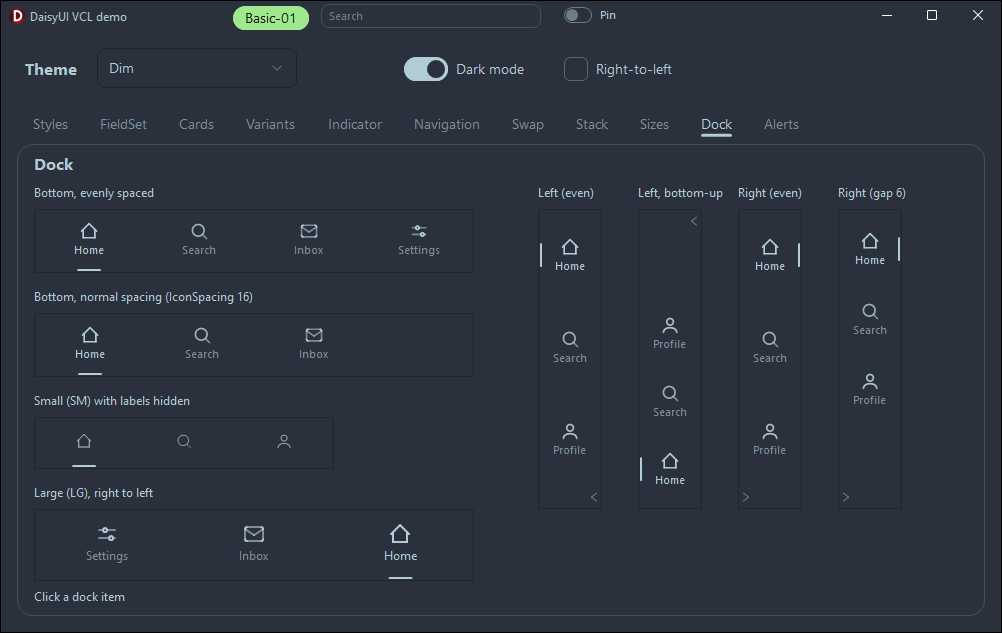 D DaisyUI VCL demo
Basic-01
Search
Pin
Theme
Dim
Dark mode
Right-to-left
Styles FieldSet Cards Variants Indicator Navigation Swap Stack Sizes Dock Alerts
Dock
Bottom, evenly spaced
Home Search Inbox Settings
Bottom, normal spacing (IconSpacing 16)
Home Search Inbox
Small (SM) with labels hidden
Large (LG), right to left
Settings Inbox Home
Click a dock item
Left (even)
Home
Search
Profile
Left, bottom-up
Profile
Search
Home
Right (even)
Home
Search
Profile
Right (gap 6)
Home
Search
Profile